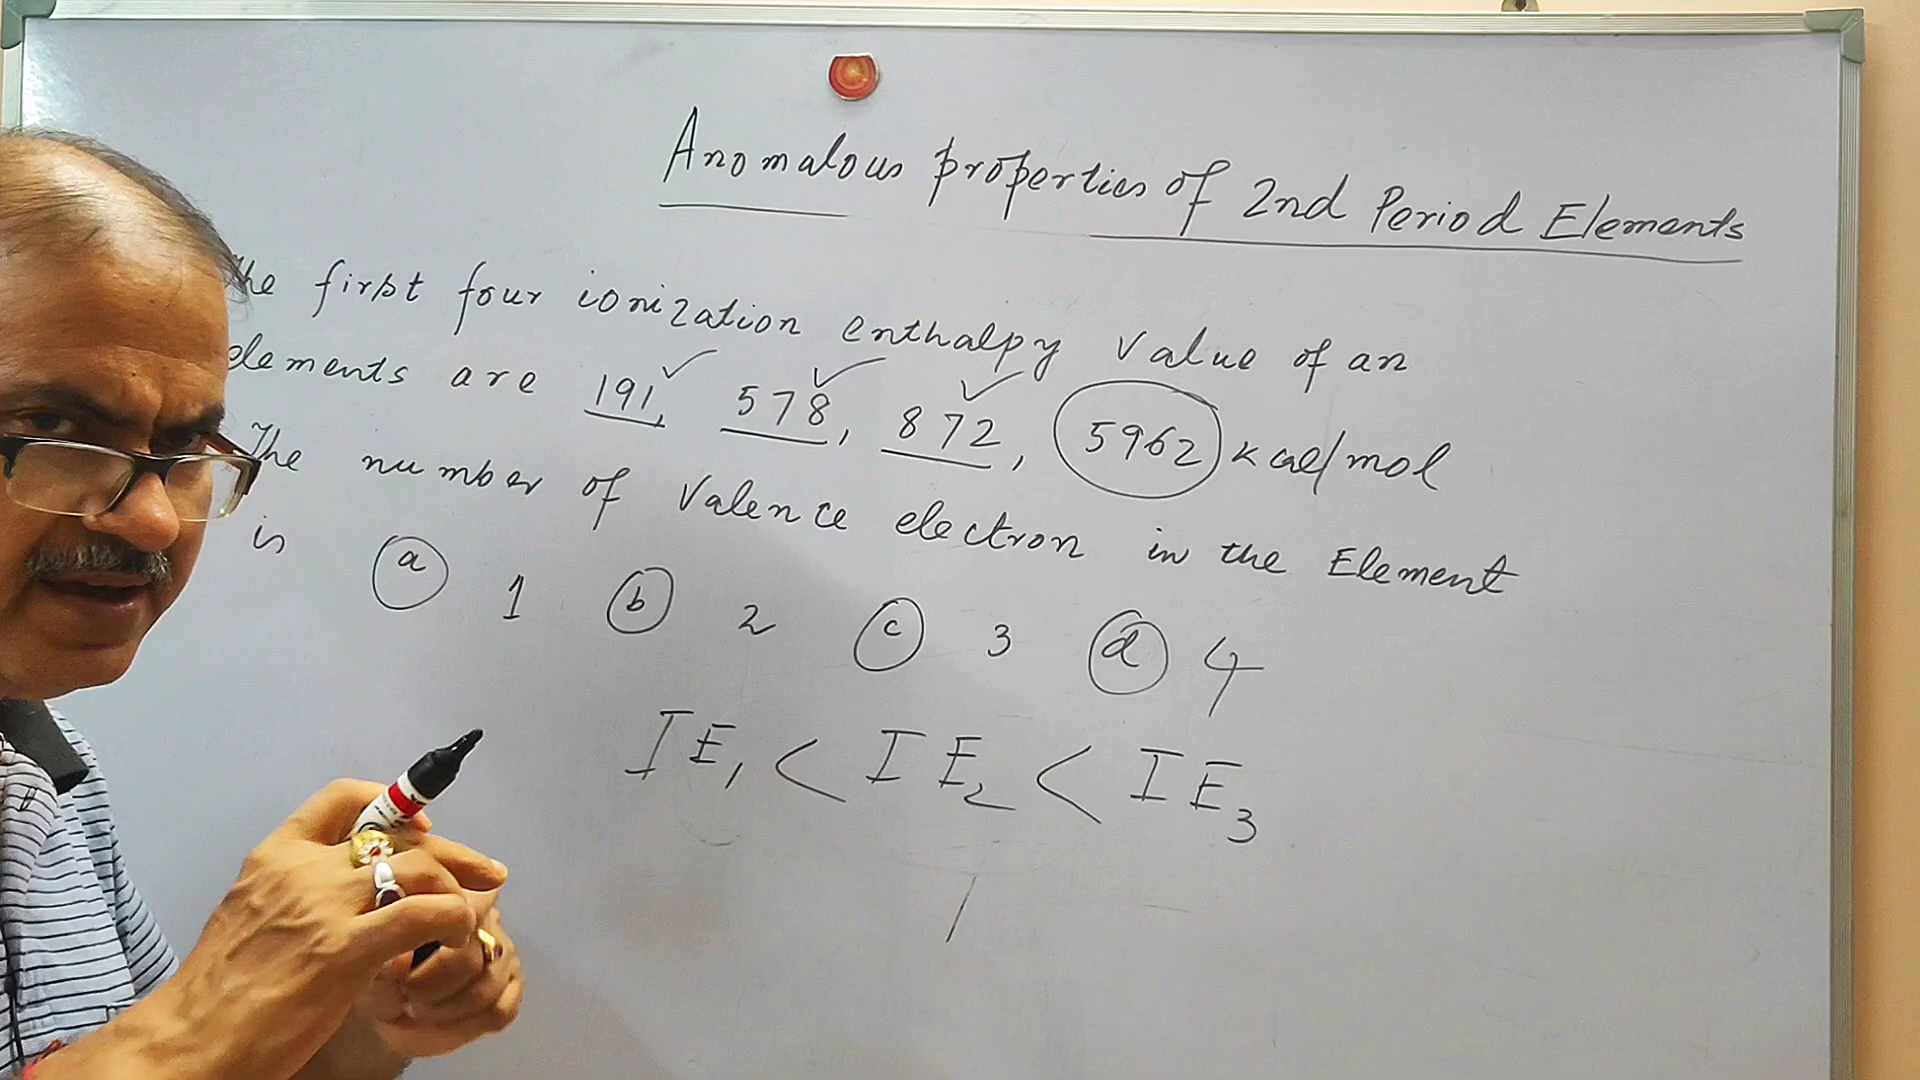 Anomalous properties of 2nd Period Elements
he first four ionization enthalpy value of an
elements are 191, 578, 872, 5962 kcal/mol
The number of valence electron in the Element
is a 1 b 2 c 3 d 4
IE1 < IE2 < IE3